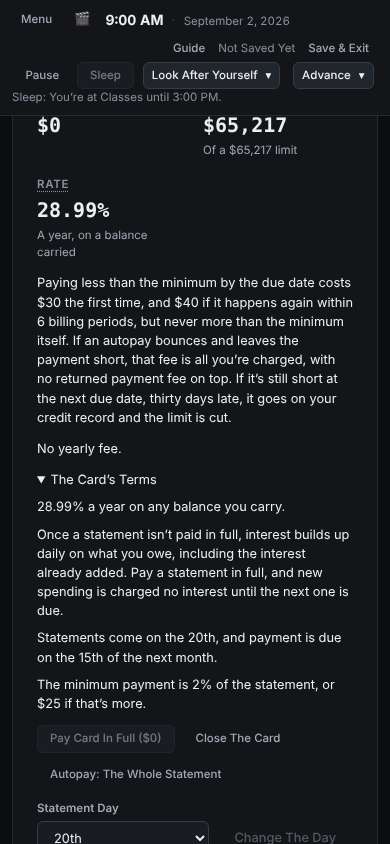 Menu 🎬 9:00 AM · September 2, 2026
Guide Not Saved Yet Save & Exit
Pause Sleep Look After Yourself ▾ Advance ▾
Sleep: You're at Classes until 3:00 PM.
$0 $65,217
Of a $65,217 limit
RATE
28.99%
A year, on a balance
carried
Paying less than the minimum by the due date costs
$30 the first time, and $40 if it happens again within
6 billing periods, but never more than the minimum
itself. If an autopay bounces and leaves the
payment short, that fee is all you're charged, with
no returned payment fee on top. If it's still short at
the next due date, thirty days late, it goes on your
credit record and the limit is cut.
No yearly fee.
▼ The Card's Terms
28.99% a year on any balance you carry.
Once a statement isn't paid in full, interest builds up
daily on what you owe, including the interest
already added. Pay a statement in full, and new
spending is charged no interest until the next one is
due.
Statements come on the 20th, and payment is due
on the 15th of the next month.
The minimum payment is 2% of the statement, or
$25 if that's more.
Pay Card In Full ($0) Close The Card
Autopay: The Whole Statement
Statement Day
20th Change The Day